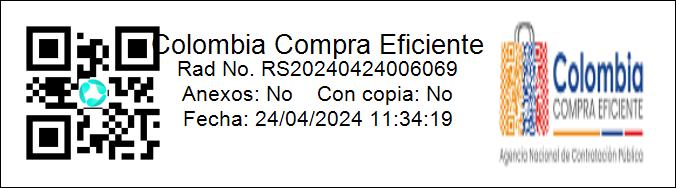 Colombia Compra Eficiente
Rad No. RS20240424006069
Anexos: No Con copia: No
Fecha: 24/04/2024 11:34:19
Colombia
COMPRA EFICIENTE
Agencia Nacional de Contratación Pública